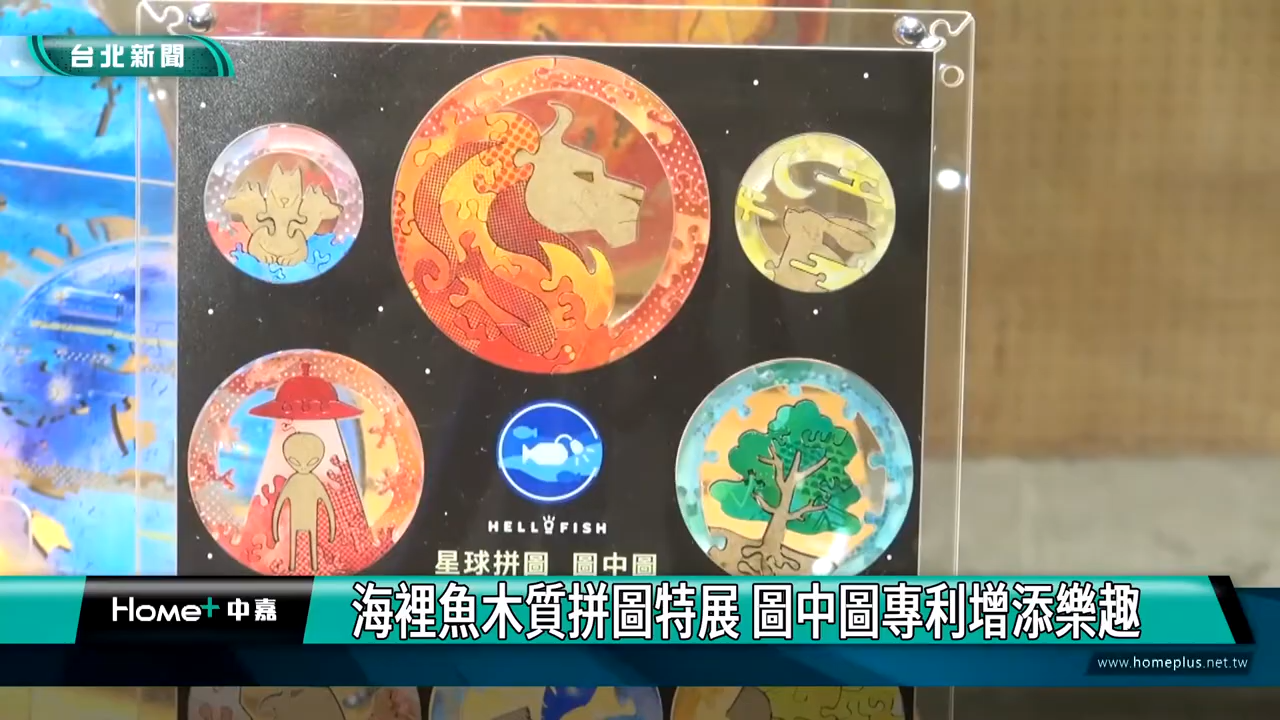 台北新聞
HELLOFISH
星球拼圖 圖中圖
Home+中嘉
海裡魚木質拼圖特展 圖中圖專利增添樂趣
www.homeplus.net.tw